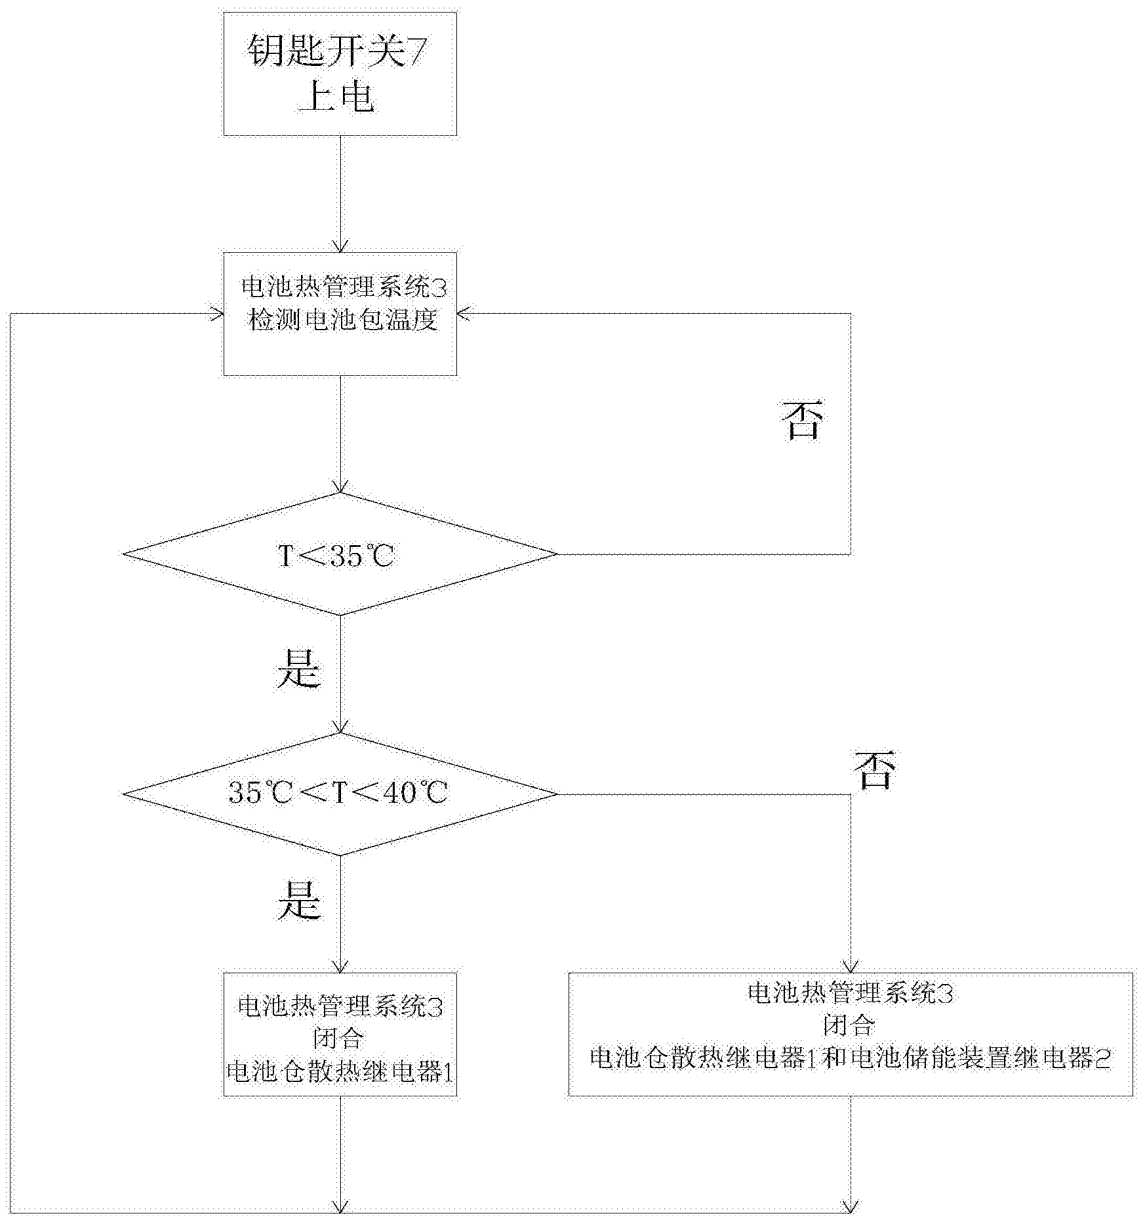 钥匙开关7
上电
电池热管理系统3
检测电池包温度
否
T＜35℃
是
35℃＜T＜40℃
否
是
电池热管理系统3
闭合
电池仓散热继电器1
电池热管理系统3
闭合
电池仓散热继电器1和电池储能装置继电器2